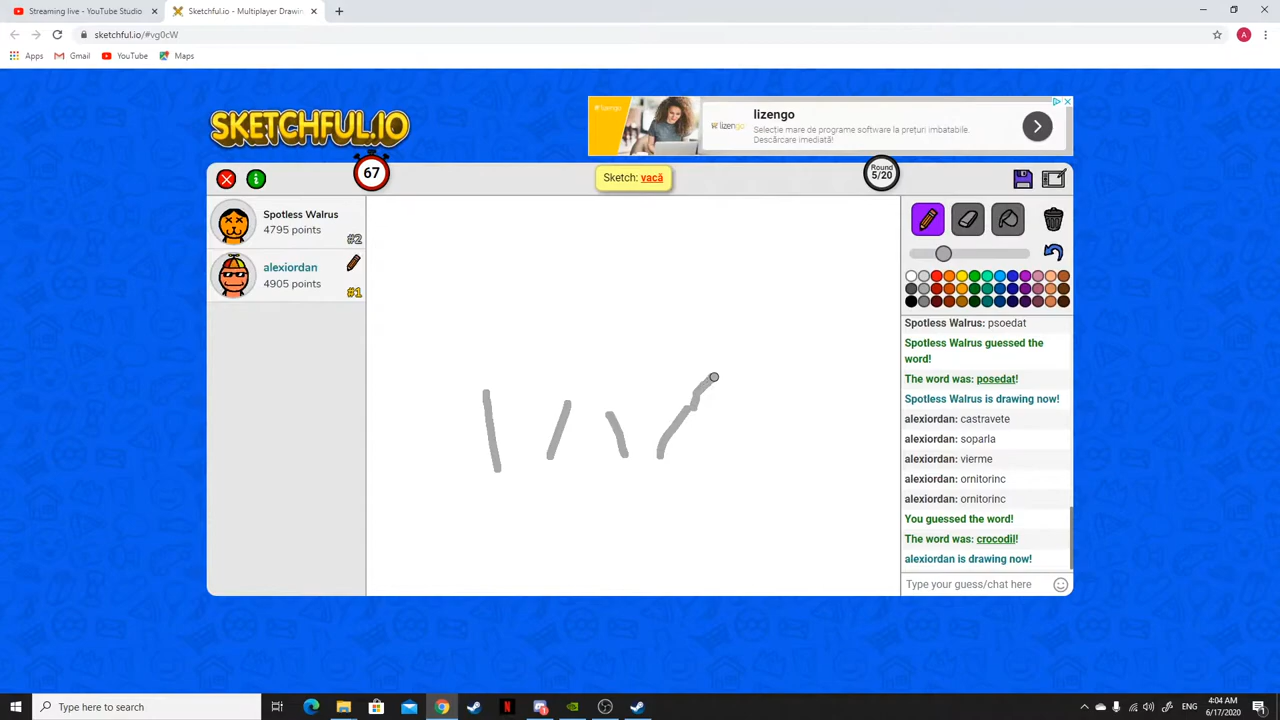 Streaming live - YouTube Studio
Sketchful.io - Multiplayer Drawin
sketchful.io/#vg0cW
A
Apps
Gmail
YouTube
Maps
SKETCHFUL.IO
lizengo
lizengo
lizengo
Selecție mare de programe software la prețuri imbatabile.
Descărcare imediată!
67
Sketch: vacă
Round
5/20
Spotless Walrus
4795 points
#2
alexiordan
4905 points
#1
Spotless Walrus: psoedat
Spotless Walrus guessed the
word!
The word was: posedat!
Spotless Walrus is drawing now!
alexiordan: castravete
alexiordan: soparla
alexiordan: vierme
alexiordan: ornitorinc
alexiordan: ornitorinc
You guessed the word!
The word was: crocodil!
alexiordan is drawing now!
Type your guess/chat here
Type here to search
ENG
4:04 AM
6/17/2020